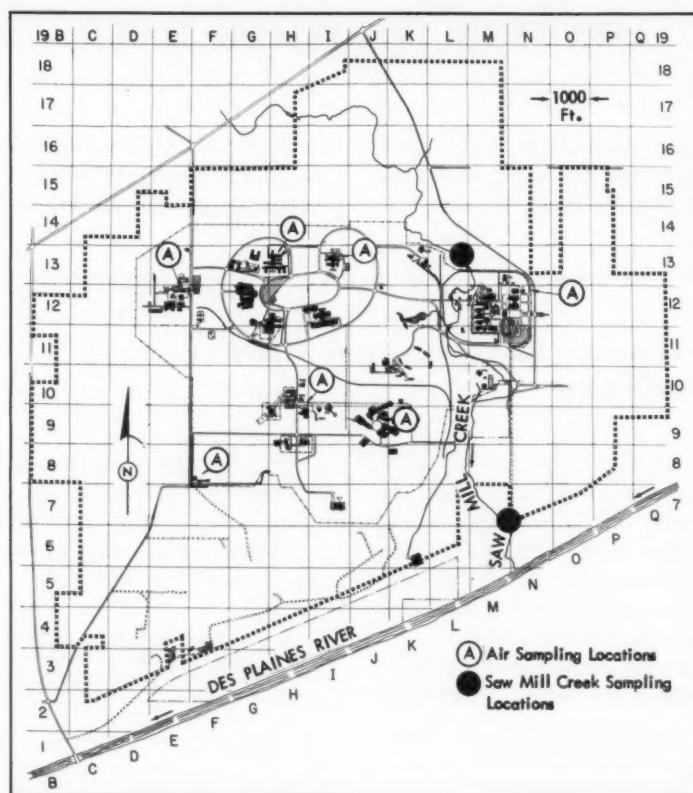 19 B C D E F G H I J K L M N O P Q 19
18 18
17 17
1000
Ft.
16 16
15 15
14 14
A
A A
13 13
A
12 12
11 11
A
10 10
A
9 9
CREEK
8 8
N
A
MILL
7 Q 7
P
6 SAW O
N
5 M
L
4 K
J
3 DES PLAINES RIVER I
H
G
2 F
E
1 D
C
B
A Air Sampling Locations
Saw Mill Creek Sampling
Locations